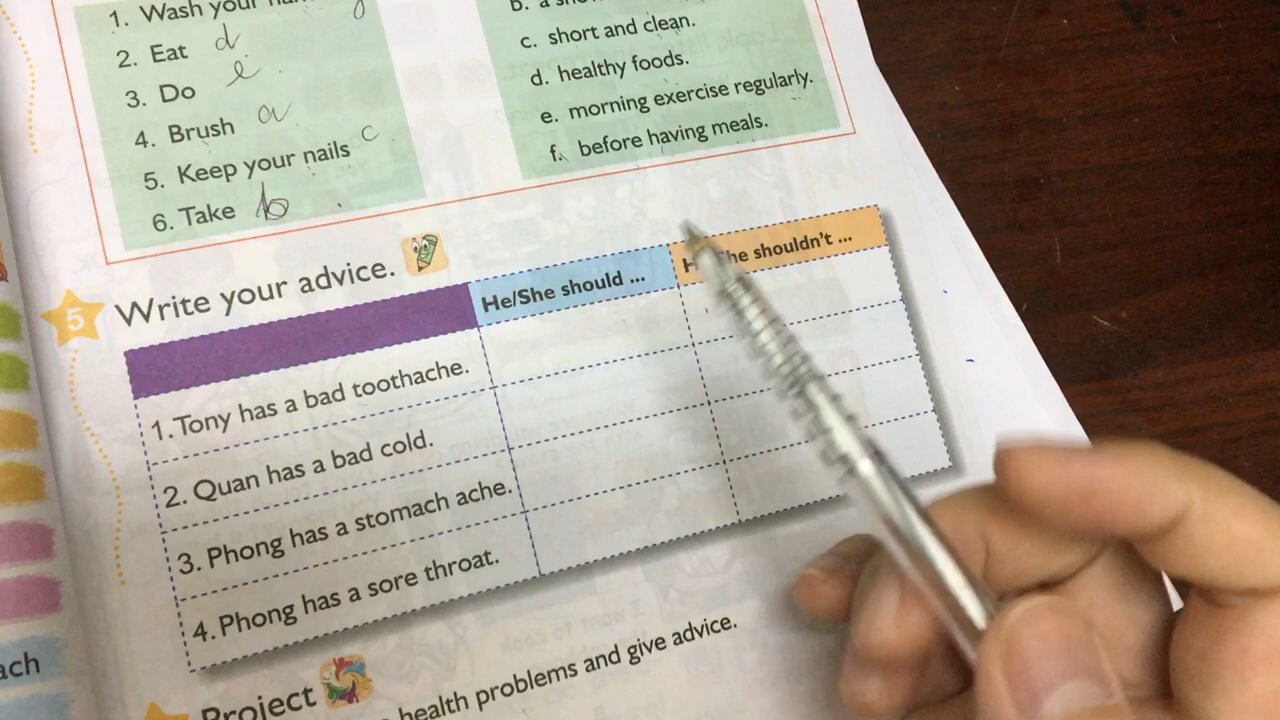 1. Wash your
2. Eat d
3. Do e
4. Brush a
5. Keep your nails c
6. Take b
b. a
c. short and clean.
d. healthy foods.
e. morning exercise regularly.
f. before having meals.
5 Write your advice.
He/She should ... shouldn't ...
1. Tony has a bad toothache.
2. Quan has a bad cold.
3. Phong has a stomach ache.
4. Phong has a sore throat.
Project
health problems and give advice.
ach